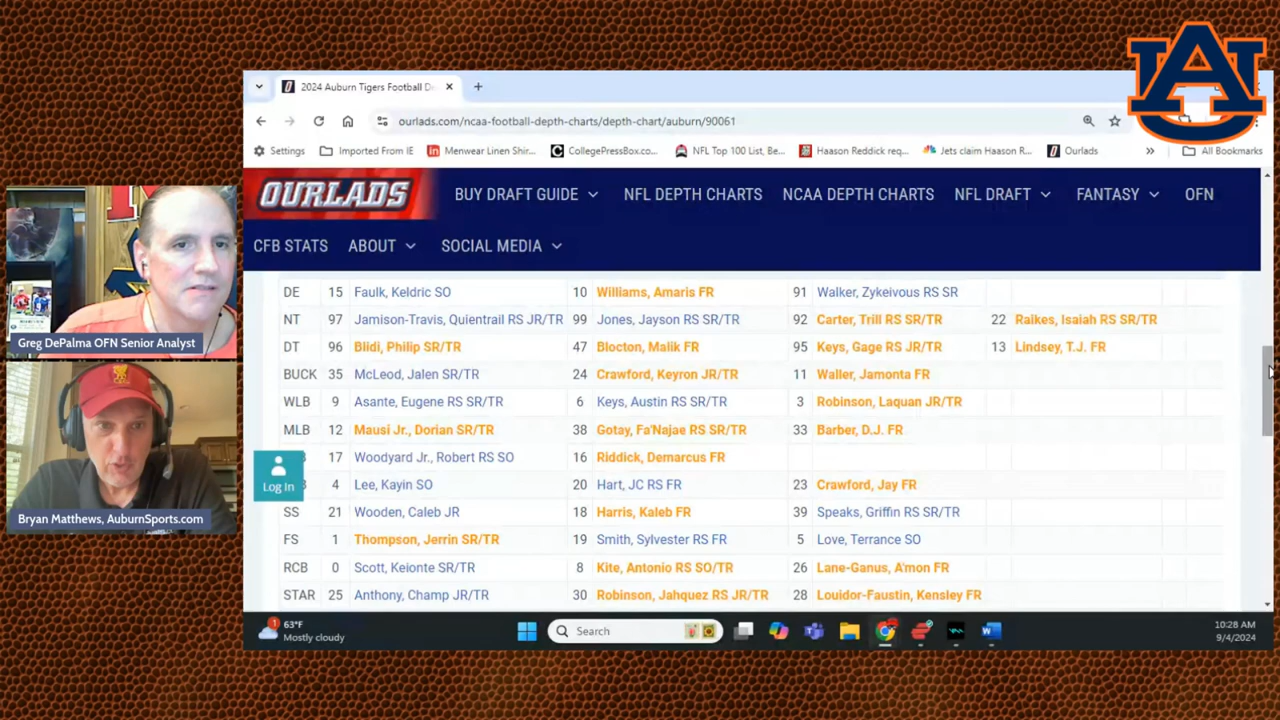 2024 Auburn Tigers Football De
ourlads.com/ncaa-football-depth-charts/depth-chart/auburn/90061
Settings Imported From IE Menwear Linen Shir... CollegePressBox.co... NFL Top 100 List, Be... Haason Reddick req... Jets claim Haason R... Ourlads All Bookmarks
OURLADS BUY DRAFT GUIDE NFL DEPTH CHARTS NCAA DEPTH CHARTS NFL DRAFT FANTASY OFN
CFB STATS ABOUT SOCIAL MEDIA
DE 15 Faulk, Keldric SO 10 Williams, Amaris FR 91 Walker, Zykeivous RS SR
NT 97 Jamison-Travis, Quientrail RS JR/TR 99 Jones, Jayson RS SR/TR 92 Carter, Trill RS SR/TR 22 Raikes, Isaiah RS SR/TR
DT 96 Blidi, Philip SR/TR 47 Blocton, Malik FR 95 Keys, Gage RS JR/TR 13 Lindsey, T.J. FR
BUCK 35 McLeod, Jalen SR/TR 24 Crawford, Keyron JR/TR 11 Waller, Jamonta FR
WLB 9 Asante, Eugene RS SR/TR 6 Keys, Austin RS SR/TR 3 Robinson, Laquan JR/TR
MLB 12 Mausi Jr., Dorian SR/TR 38 Gotay, Fa'Najae RS SR/TR 33 Barber, D.J. FR
17 Woodyard Jr., Robert RS SO 16 Riddick, Demarcus FR
4 Lee, Kayin SO 20 Hart, JC RS FR 23 Crawford, Jay FR
Log In
SS 21 Wooden, Caleb JR 18 Harris, Kaleb FR 39 Speaks, Griffin RS SR/TR
FS 1 Thompson, Jerrin SR/TR 19 Smith, Sylvester RS FR 5 Love, Terrance SO
RCB 0 Scott, Keionte SR/TR 8 Kite, Antonio RS SO/TR 26 Lane-Ganus, A'mon FR
STAR 25 Anthony, Champ JR/TR 30 Robinson, Jahquez RS JR/TR 28 Louidor-Faustin, Kensley FR
Greg DePalma OFN Senior Analyst
Bryan Matthews, AuburnSports.com
1 63°F
Mostly cloudy
Search
10:28 AM
9/4/2024
AU